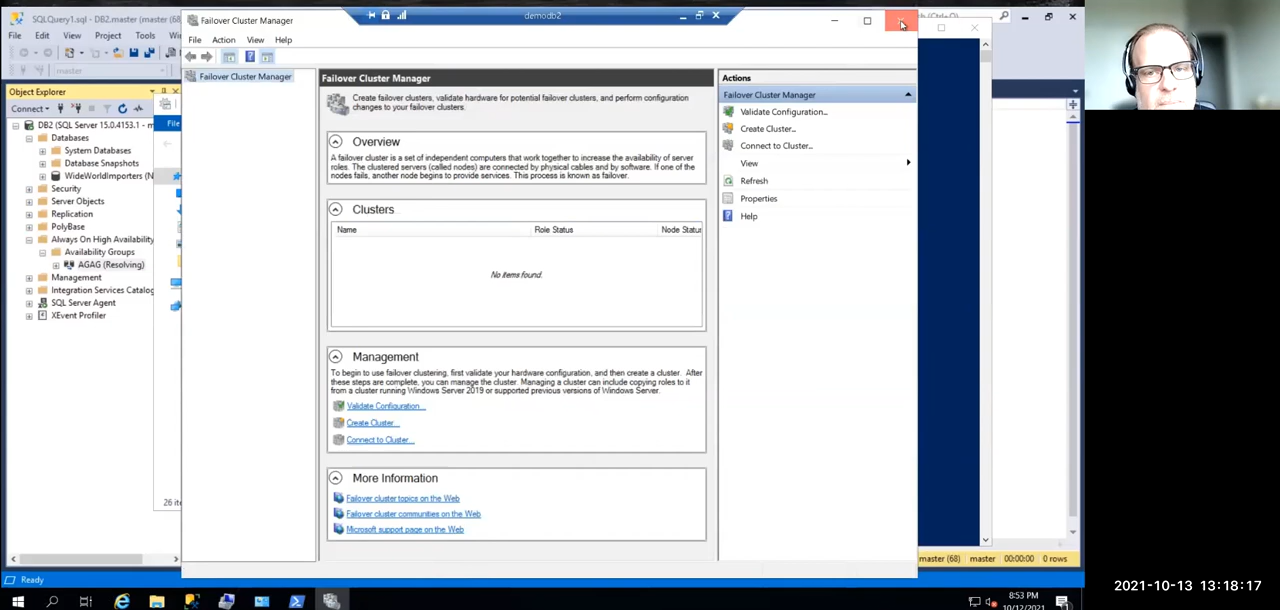 SQLQuery1.sql - DB2.master (master (68
Failover Cluster Manager
demodb2
File Edit View Project Tools
File Action View Help
master
Object Explorer
Connect
File
DB2 (SQL Server 15.0.4153.1 - m
Databases
System Databases
Database Snapshots
WideWorldImporters (N
Security
Server Objects
Replication
PolyBase
Always On High Availability
Availability Groups
AGAG (Resolving)
Management
Integration Services Catalog
SQL Server Agent
XEvent Profiler
26 ite
Failover Cluster Manager
Failover Cluster Manager
Create failover clusters, validate hardware for potential failover clusters, and perform configuration
changes to your failover clusters.
Overview
A failover cluster is a set of independent computers that work together to increase the availability of server
roles. The clustered servers (called nodes) are connected by physical cables and by software. If one of the
nodes fails, another node begins to provide services. This process is known as failover.
Clusters
Name Role Status Node Status
No items found.
Management
To begin to use failover clustering, first validate your hardware configuration, and then create a cluster. After
these steps are complete, you can manage the cluster. Managing a cluster can include copying roles to it
from a cluster running Windows Server 2019 or supported previous versions of Windows Server.
Validate Configuration...
Create Cluster...
Connect to Cluster...
More Information
Failover cluster topics on the Web
Failover cluster communities on the Web
Microsoft support page on the Web
Actions
Failover Cluster Manager
Validate Configuration...
Create Cluster...
Connect to Cluster...
View
Refresh
Properties
Help
master (68) master 00:00:00 0 rows
Ready
8:53 PM
10/12/2021
2021-10-13 13:18:17